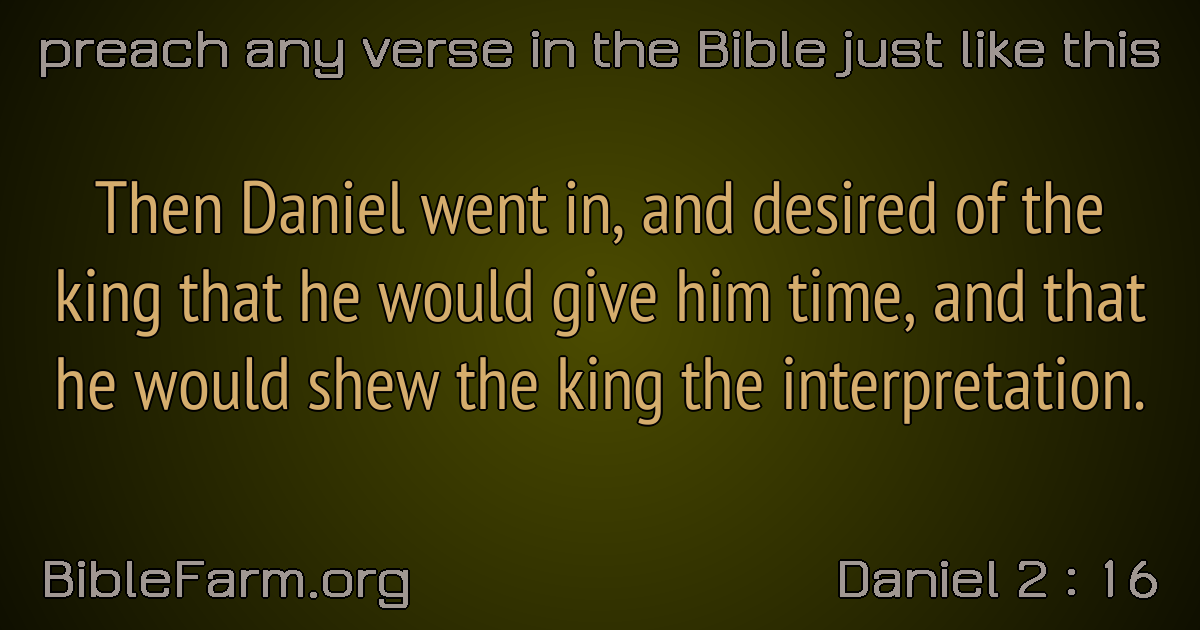 preach any verse in the Bible just like this
Then Daniel went in, and desired of the
king that he would give him time, and that
he would shew the king the interpretation.
BibleFarm.org
Daniel 2 : 16